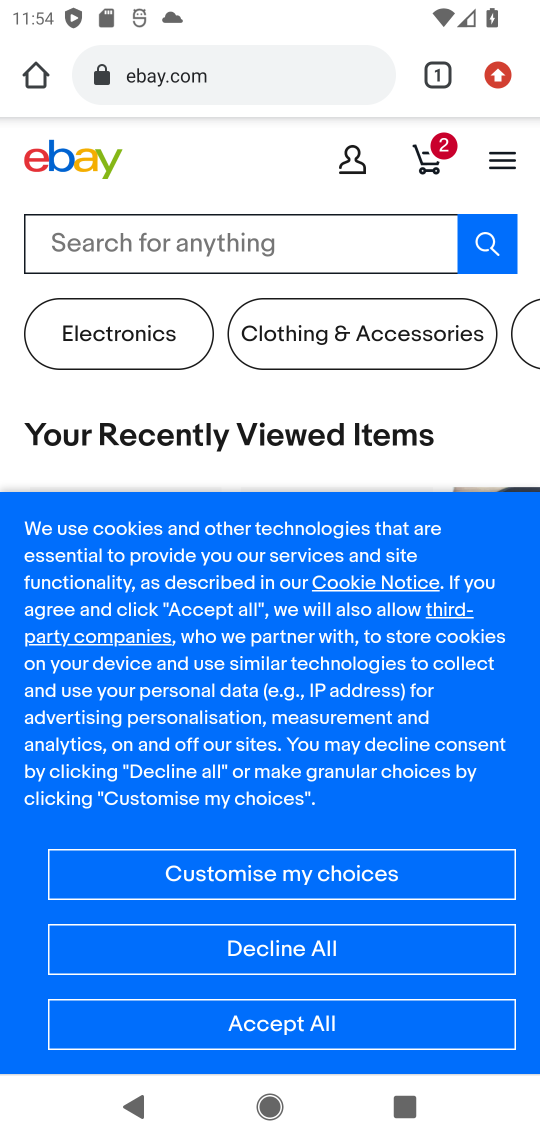 11:54
ebay.com
1
ebay
2
Search for anything
Electronics
Clothing & Accessories
Your Recently Viewed Items
We use cookies and other technologies that are
essential to provide you our services and site
functionality, as described in our Cookie Notice. If you
agree and click "Accept all", we will also allow third-
party companies, who we partner with, to store cookies
on your device and use similar technologies to collect
and use your personal data (e.g., IP address) for
advertising personalisation, measurement and
analytics, on and off our sites. You may decline consent
by clicking "Decline all" or make granular choices by
clicking "Customise my choices".
Customise my choices
Decline All
Accept All